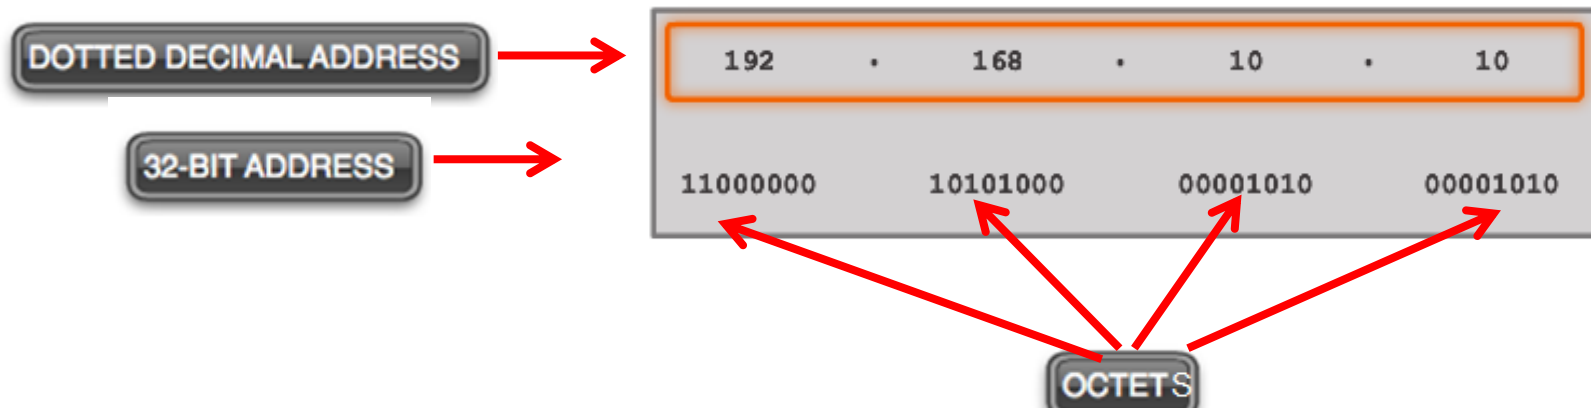 DOTTED DECIMAL ADDRESS
192 . 168 . 10 . 10
32-BIT ADDRESS
11000000 10101000 00001010 00001010
OCTETS